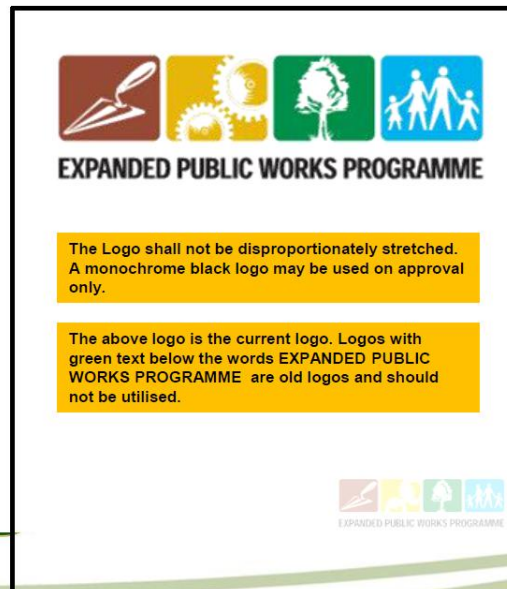 EXPANDED PUBLIC WORKS PROGRAMME
The Logo shall not be disproportionately stretched.
A monochrome black logo may be used on approval
only.
The above logo is the current logo. Logos with
green text below the words EXPANDED PUBLIC
WORKS PROGRAMME are old logos and should
not be utilised.
EXPANDED PUBLIC WORKS PROGRAMME